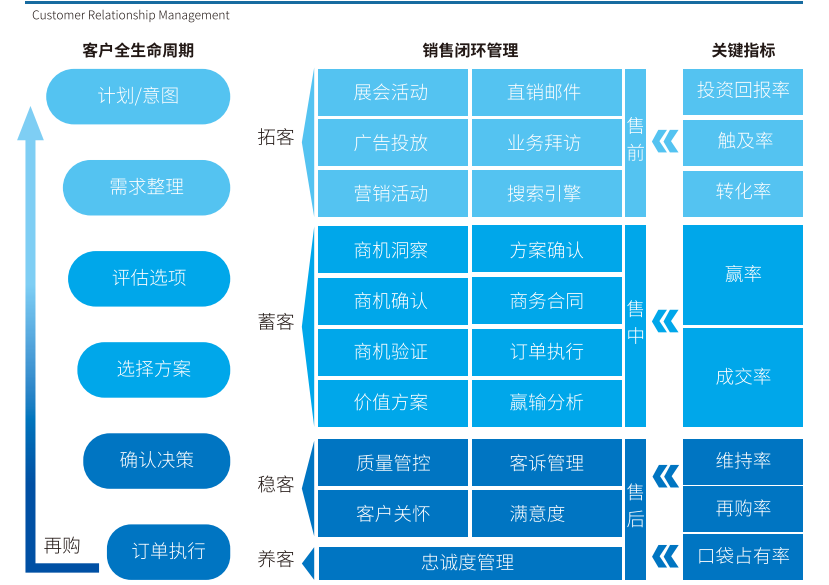 Customer Relationship Management
客户全生命周期
销售闭环管理
关键指标
计划/意图
需求整理
评估选项
选择方案
确认决策
订单执行
再购
拓客
展会活动
直销邮件
广告投放
业务拜访
营销活动
搜索引擎
售前
投资回报率
触及率
转化率
蓄客
商机洞察
方案确认
商机确认
商务合同
商机验证
订单执行
价值方案
赢输分析
售中
赢率
成交率
稳客
质量管控
客诉管理
客户关怀
满意度
养客
忠诚度管理
售后
维持率
再购率
口袋占有率